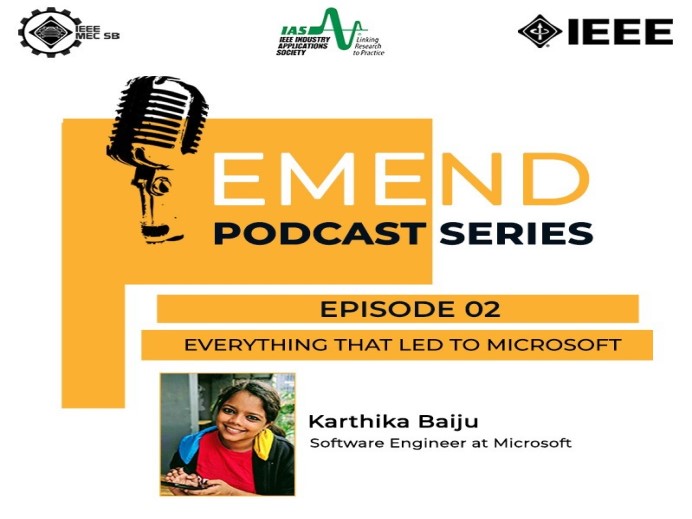 IEEE
MEC SB
IAS
IEEE INDUSTRY
APPLICATIONS
SOCIETY
Linking
Research
to Practice
IEEE
EMEND
PODCAST SERIES
EPISODE 02
EVERYTHING THAT LED TO MICROSOFT
Karthika Baiju
Software Engineer at Microsoft